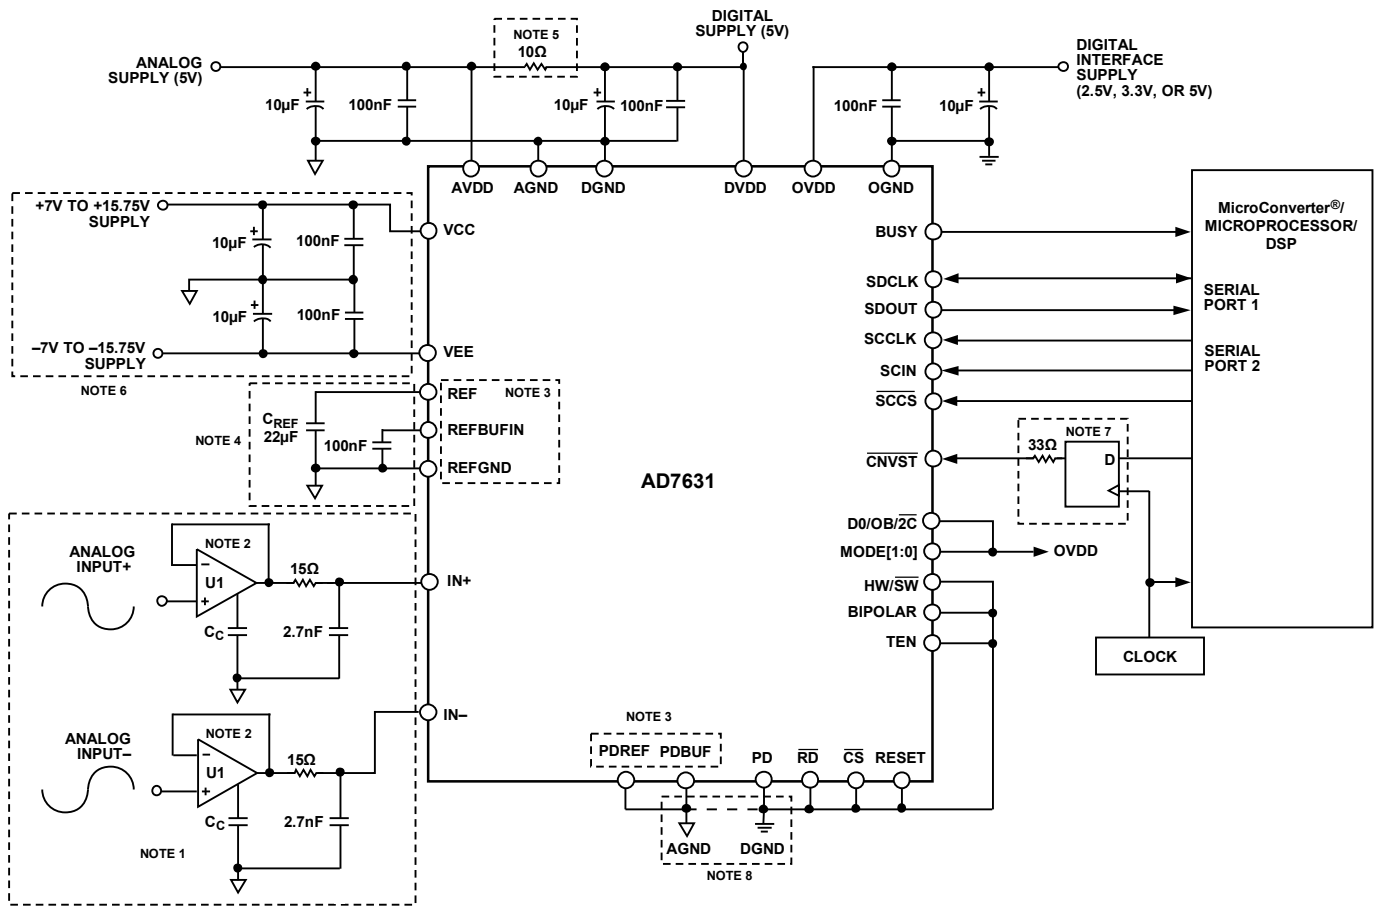 DIGITAL
SUPPLY (5V)
NOTE 5
10Ω
ANALOG
SUPPLY (5V)
DIGITAL
INTERFACE
SUPPLY
(2.5V, 3.3V, OR 5V)
+
10µF
100nF
+
10µF
100nF
100nF
+
10µF
AVDD
AGND
DGND
DVDD
OVDD
OGND
+7V TO +15.75V
SUPPLY
+
10µF
100nF
+
10µF
100nF
–7V TO –15.75V
SUPPLY
NOTE 6
VCC
VEE
BUSY
SDCLK
SDOUT
SCCLK
SCIN
SCCS
CNVST
MicroConverter®/
MICROPROCESSOR/
DSP
SERIAL
PORT 1
SERIAL
PORT 2
NOTE 4
CREF
22µF
100nF
REF
NOTE 3
REFBUFIN
REFGND
NOTE 7
33Ω
D
AD7631
D0/OB/2C
MODE[1:0]
OVDD
HW/SW
BIPOLAR
TEN
CLOCK
ANALOG
INPUT+
NOTE 2
–
U1
+
15Ω
CC
2.7nF
IN+
ANALOG
INPUT–
NOTE 2
–
U1
+
15Ω
CC
2.7nF
IN–
NOTE 1
NOTE 3
PDREF
PDBUF
PD
RD
CS
RESET
AGND
DGND
NOTE 8